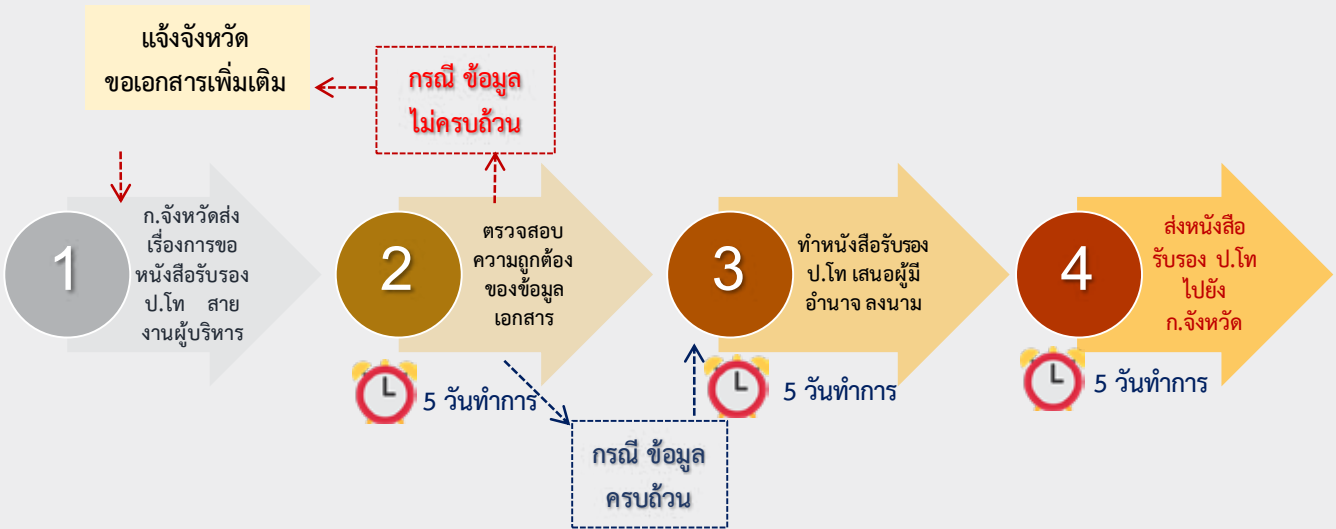 แจ้งจังหวัด
ขอเอกสารเพิ่มเติม
กรณี ข้อมูล
ไม่ครบถ้วน
1
ก.จังหวัดส่ง
เรื่องการขอ
หนังสือรับรอง
ป.โท สาย
งานผู้บริหาร
2
ตรวจสอบ
ความถูกต้อง
ของข้อมูล
เอกสาร
5 วันทำการ
กรณี ข้อมูล
ครบถ้วน
3
ทำหนังสือรับรอง
ป.โท เสนอผู้มี
อำนาจ ลงนาม
5 วันทำการ
4
ส่งหนังสือ
รับรอง ป.โท
ไปยัง
ก.จังหวัด
5 วันทำการ